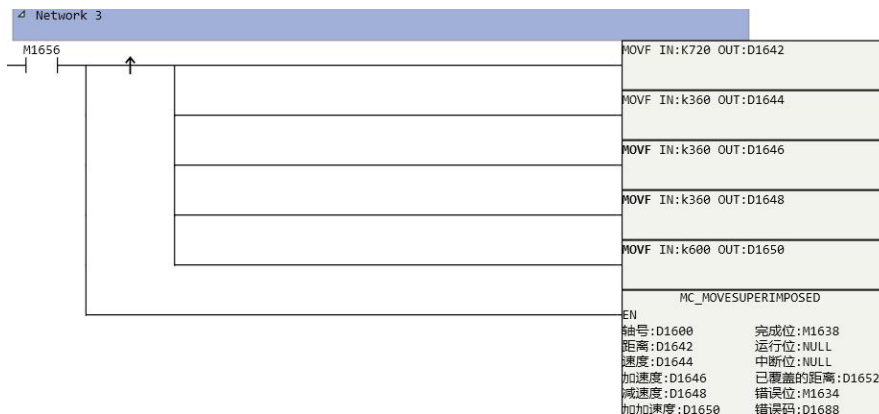 Network 3
M1656
MOVF IN:K720 OUT:D1642
MOVF IN:k360 OUT:D1644
MOVF IN:k360 OUT:D1646
MOVF IN:k360 OUT:D1648
MOVF IN:k600 OUT:D1650
MC_MOVESUPERIMPOSED
EN
轴号:D1600 完成位:M1638
距离:D1642 运行位:NULL
速度:D1644 中断位:NULL
加速度:D1646 已覆盖的距离:D1652
减速度:D1648 错误位:M1634
加加速度:D1650 错误码:D1688